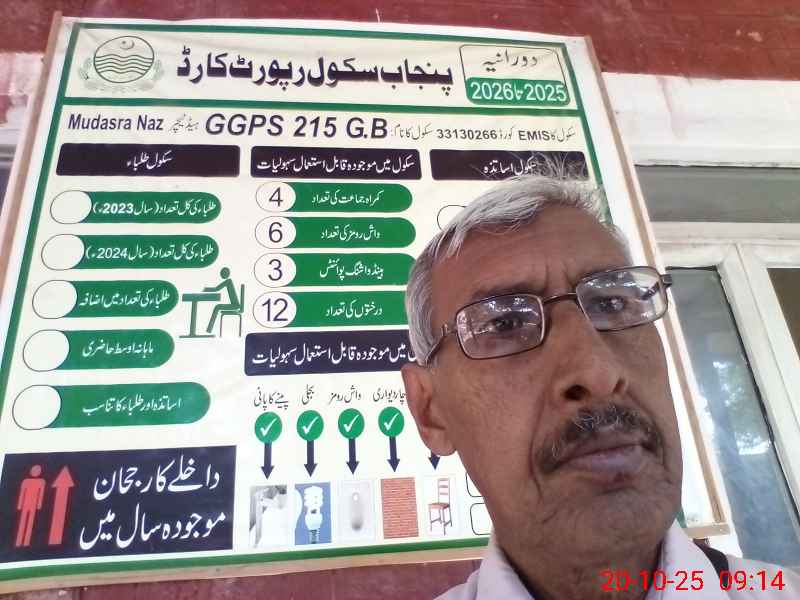 پنجاب سکول رپورٹ کارڈ
دورانیہ
2025 تا 2026
سکول کا EMIS کورڈ 33130266 سکول کا نام: GGPS 215 G.B ہیڈ ٹیچر Mudasra Naz
سکول اساتذہ
سکول میں موجودہ قابل استعمال سہولیات
سکول طلباء
کمراہ جماعت کی تعداد 4
واش رومز کی تعداد 6
ہینڈ واشنگ پوائنٹس 3
درختوں کی تعداد 12
طلباء کی کل تعداد (سال 2023ء)
طلباء کی کل تعداد (سال 2024ء)
طلباء کی تعداد میں اضافہ
ماہانہ اوسط حاضری
اساتذہ اور طلباء کا تناسب
میں موجودہ قابل استعمال سہولیات
چاردیواری
واش رومز
بجلی
پینے کا پانی
داخلے کا رجحان
موجودہ سال میں
20-10-25 09:14